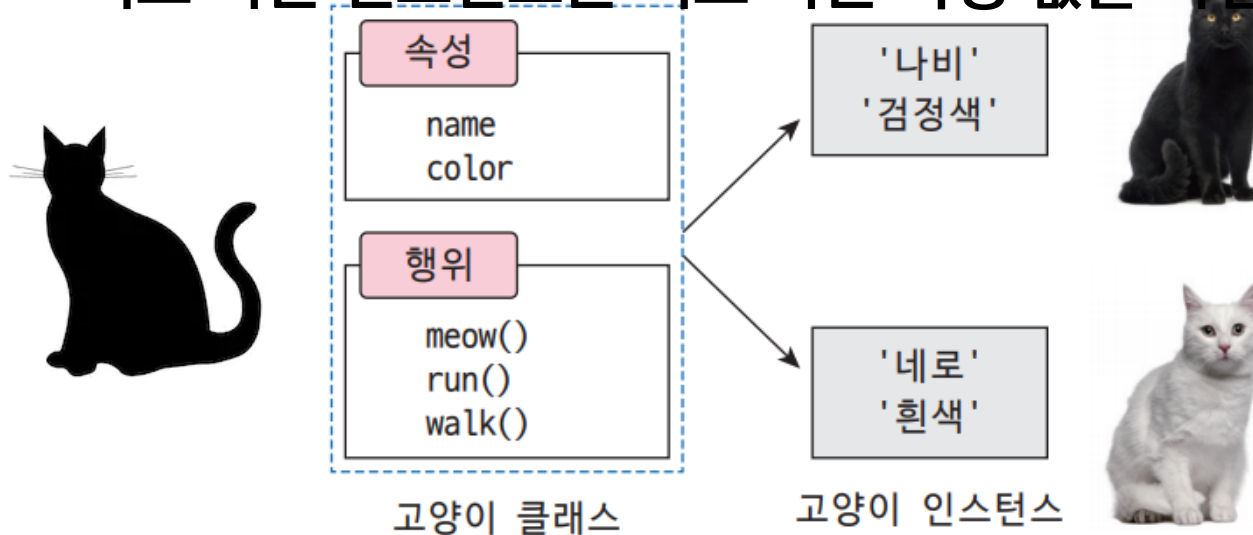 속성
name
color
행위
meow()
run()
walk()
고양이 클래스
'나비'
'검정색'
'네로'
'흰색'
고양이 인스턴스